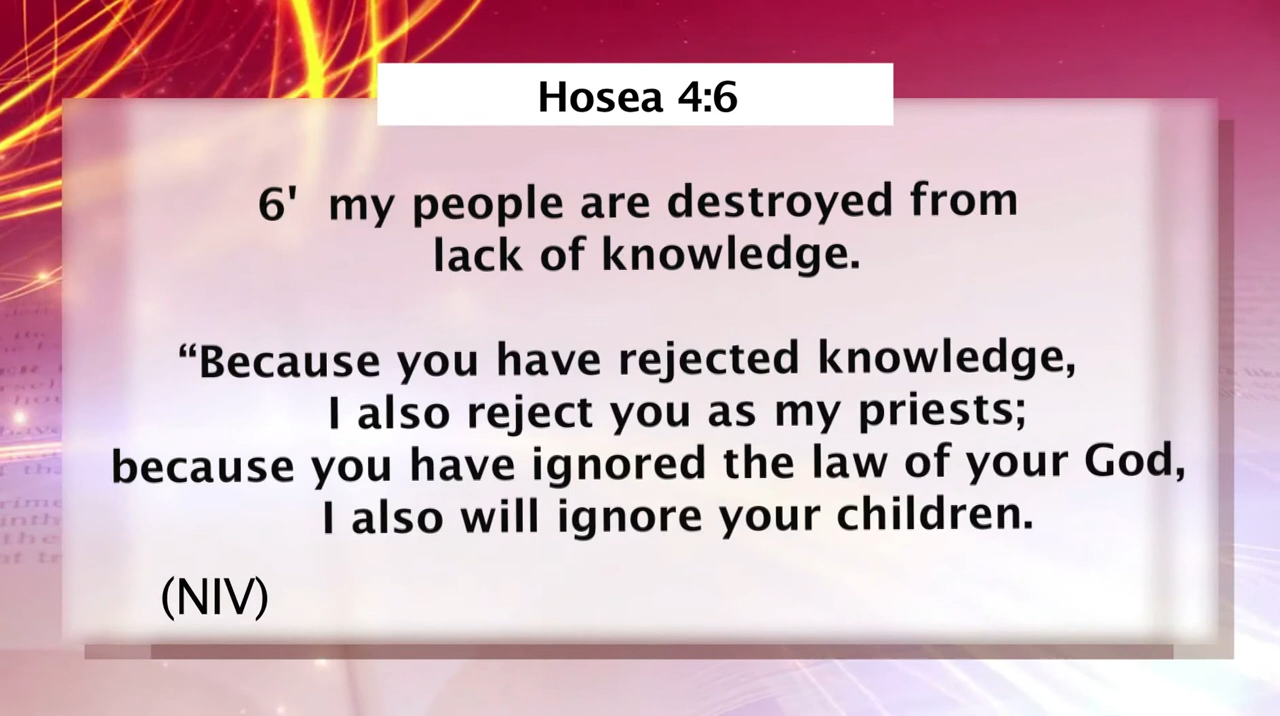 Hosea 4:6
6'  my people are destroyed from
lack of knowledge.
“Because you have rejected knowledge,
I also reject you as my priests;
because you have ignored the law of your God,
I also will ignore your children.
(NIV)